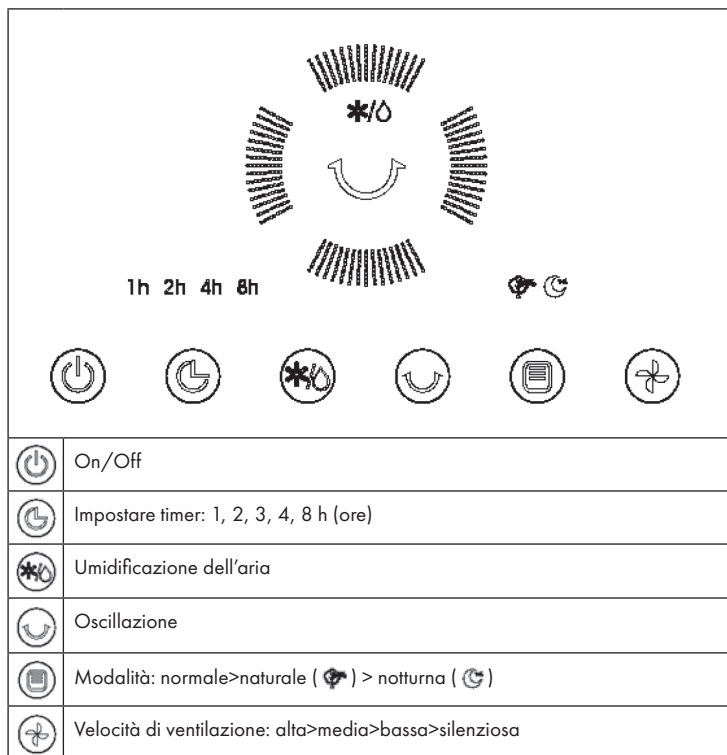 1h 2h 4h 8h
On/Off
Impostare timer: 1, 2, 3, 4, 8 h (ore)
Umidificazione dell'aria
Oscillazione
Modalità: normale>naturale ( ) > notturna ( )
Velocità di ventilazione: alta>media>bassa>silenziosa